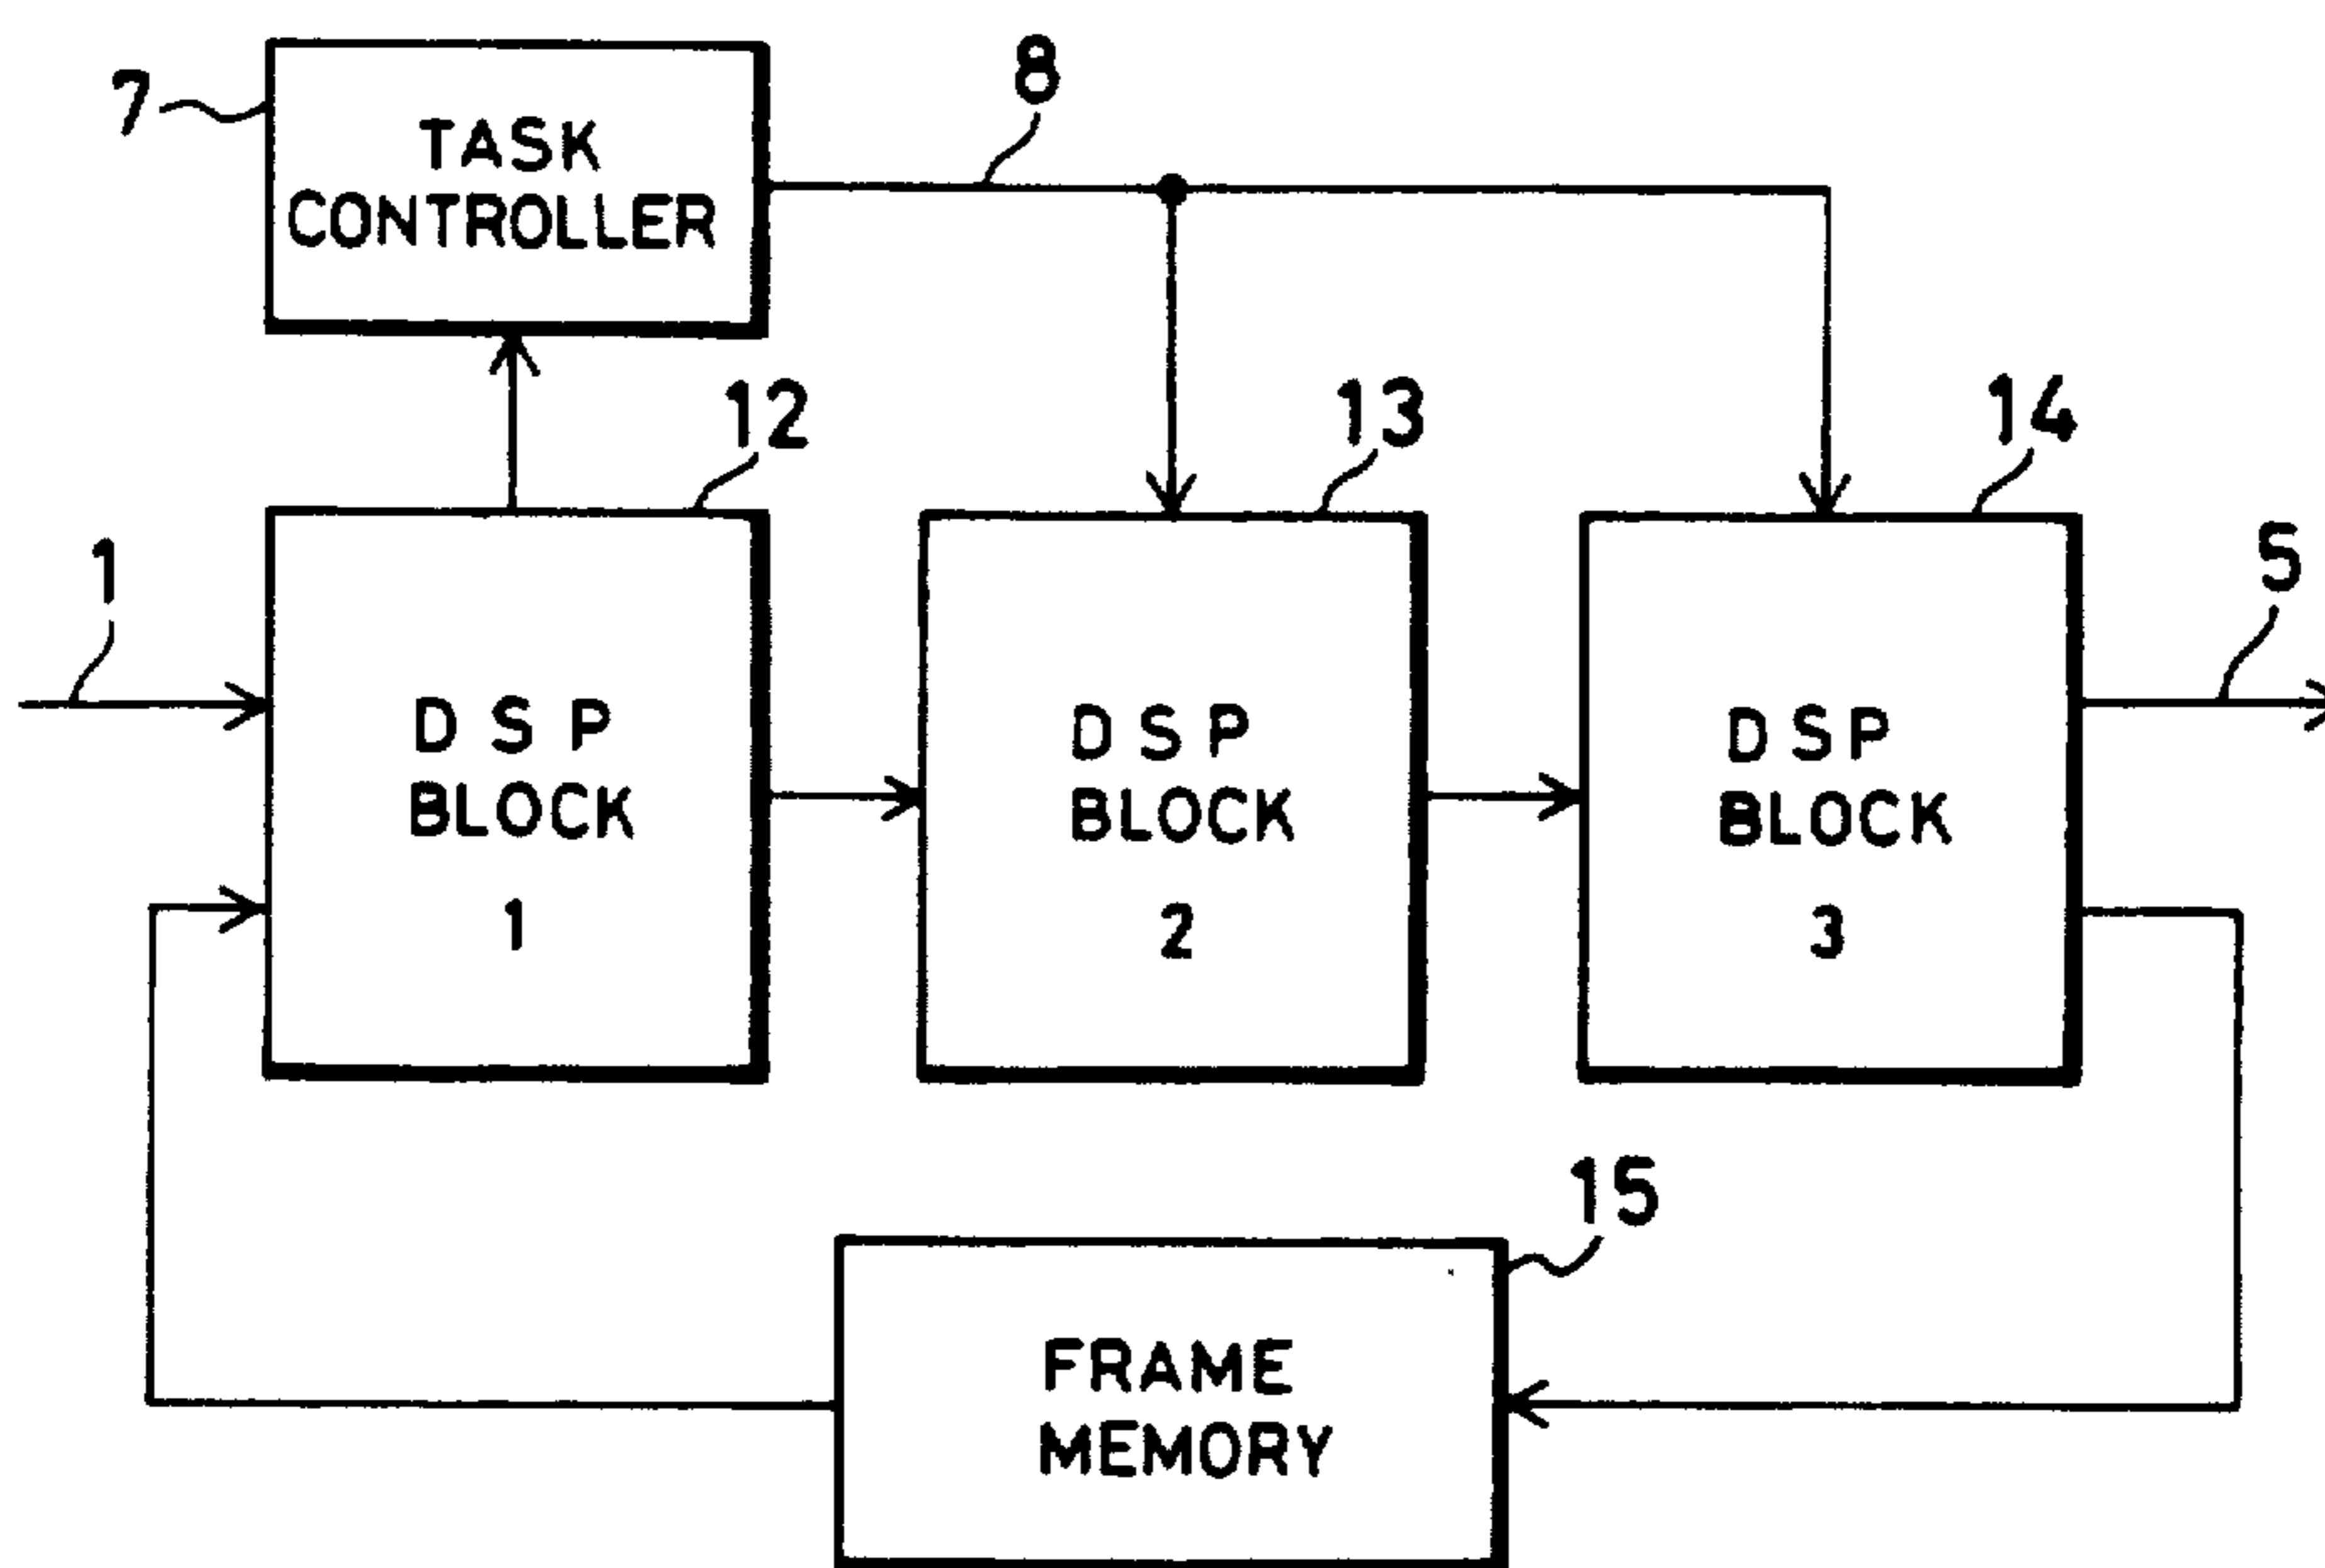 7
TASK
CONTROLLER
8
12
13
14
1
5
DSP
BLOCK
1
DSP
BLOCK
2
DSP
BLOCK
3
15
FRAME
MEMORY